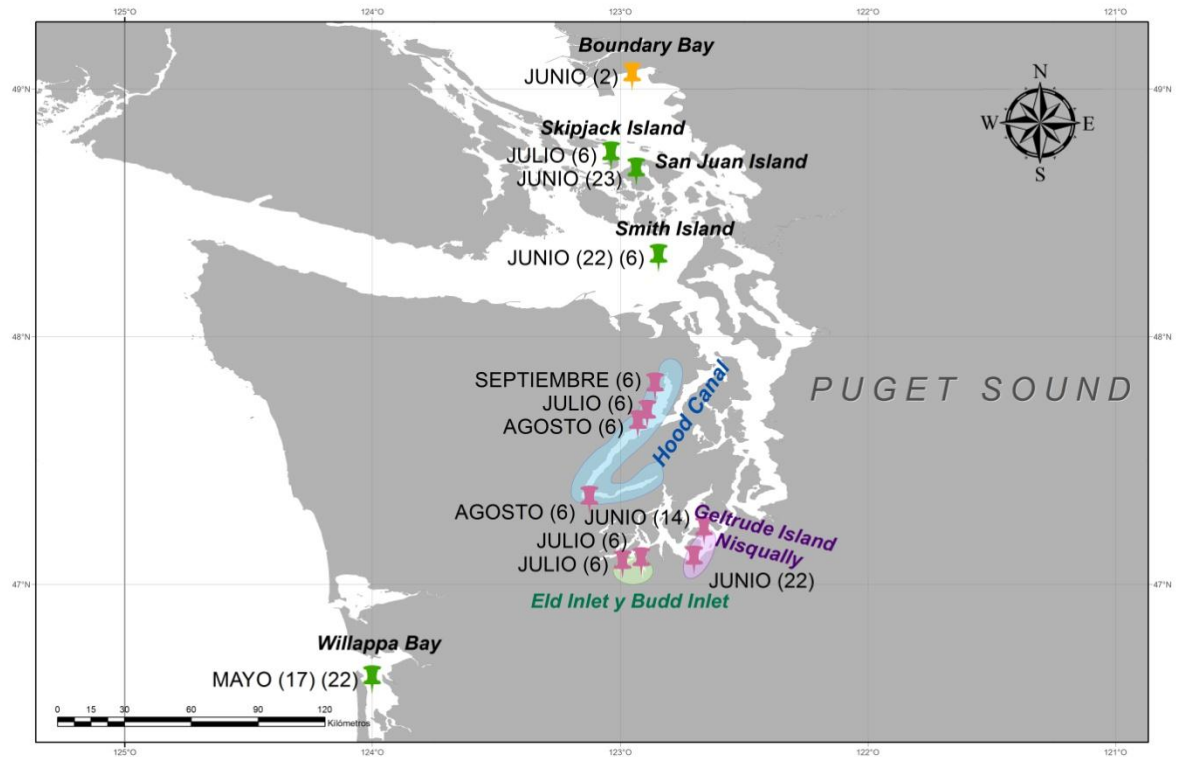 125°O 124°O 123°O 122°O 121°O
Boundary Bay
JUNIO (2)
N
49°N 49°N
W E
S
Skipjack Island
JULIO (6)
San Juan Island
JUNIO (23)
Smith Island
JUNIO (22) (6)
48°N 48°N
SEPTIEMBRE (6)
PUGET SOUND
JULIO (6)
AGOSTO (6)
Hood Canal
AGOSTO (6)
JUNIO (14)
Geltrude Island
Nisqually
JULIO (6)
JULIO (6)
JUNIO (22)
47°N 47°N
Eld Inlet y Budd Inlet
Willappa Bay
MAYO (17) (22)
0 15 30 60 90 120
Kilómetros
125°O 124°O 123°O 122°O 121°O